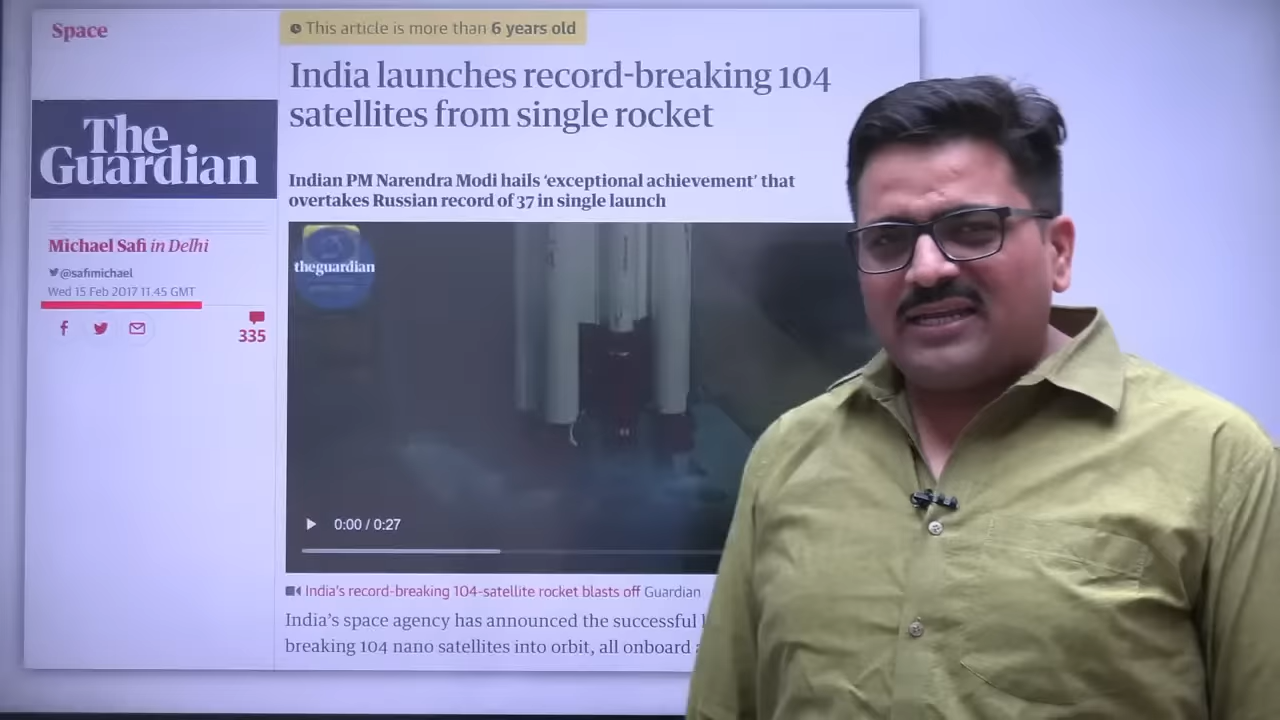 Space
This article is more than 6 years old
India launches record-breaking 104
satellites from single rocket
The
Guardian
Indian PM Narendra Modi hails ‘exceptional achievement’ that
overtakes Russian record of 37 in single launch
Michael Safi in Delhi
@safimichael
Wed 15 Feb 2017 11.45 GMT
335
theguardian
0:00 / 0:27
India's record-breaking 104-satellite rocket blasts off Guardian
India’s space agency has announced the successful
breaking 104 nano satellites into orbit, all onboard